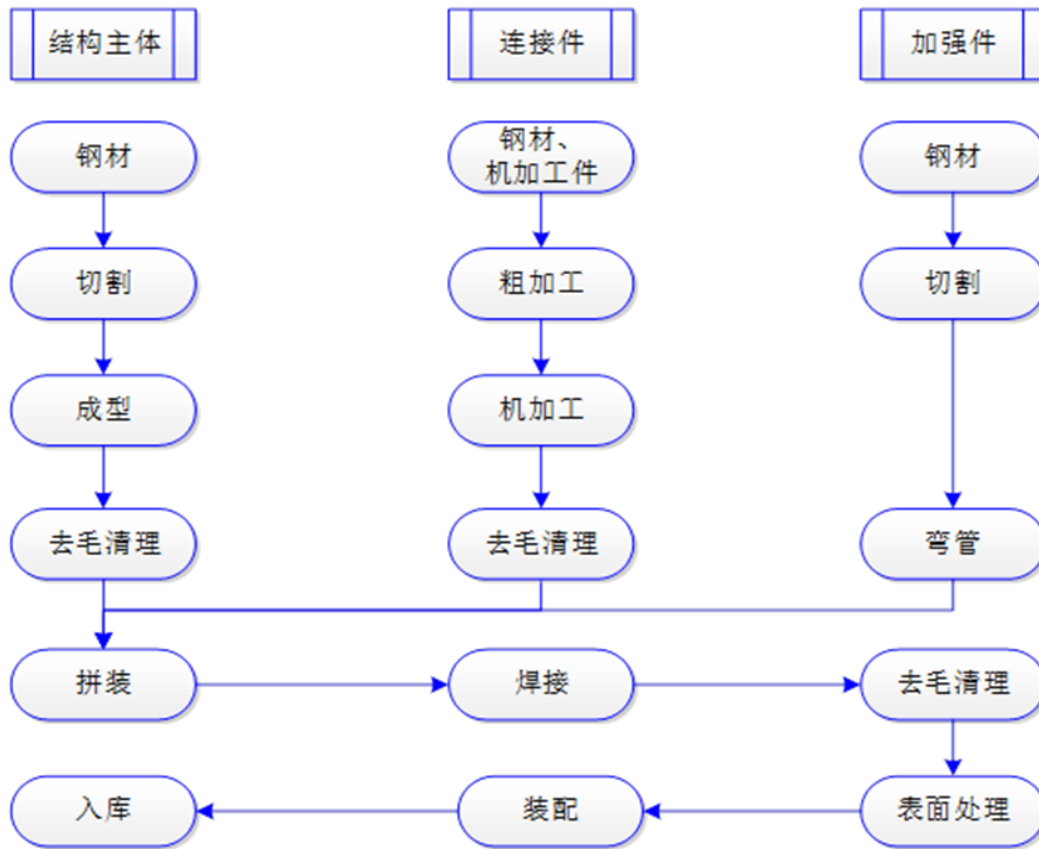 结构主体
连接件
加强件
钢材
钢材、
机加工件
钢材
切割
粗加工
切割
成型
机加工
去毛清理
去毛清理
弯管
拼装
焊接
去毛清理
入库
装配
表面处理